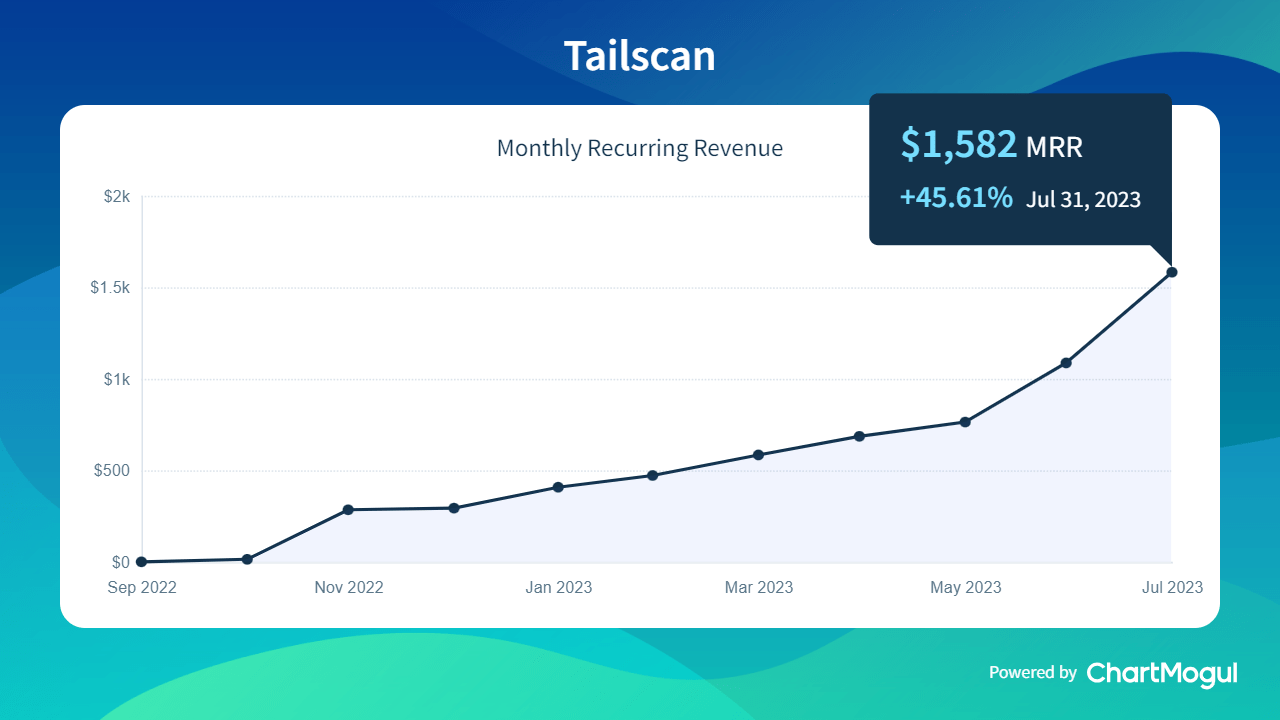 Tailscan
Monthly Recurring Revenue
$1,582 MRR
+45.61% Jul 31, 2023
$2k
$1.5k
$1k
$500
$0
Sep 2022 Nov 2022 Jan 2023 Mar 2023 May 2023 Jul 2023
Powered by ChartMogul